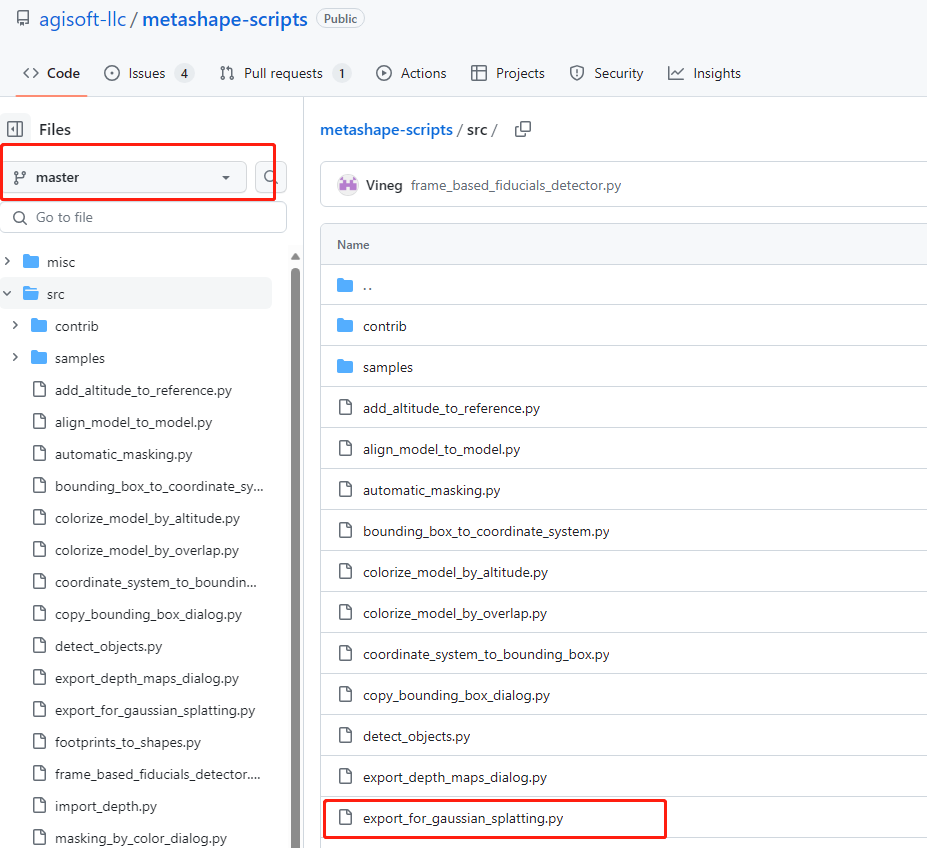 agisoft-llc / metashape-scripts Public
Code Issues 4 Pull requests 1 Actions Projects Security Insights
Files
master
Go to file
misc
src
contrib
samples
add_altitude_to_reference.py
align_model_to_model.py
automatic_masking.py
bounding_box_to_coordinate_sy...
colorize_model_by_altitude.py
colorize_model_by_overlap.py
coordinate_system_to_boundin...
copy_bounding_box_dialog.py
detect_objects.py
export_depth_maps_dialog.py
export_for_gaussian_splatting.py
footprints_to_shapes.py
frame_based_fiducials_detector....
import_depth.py
masking_by_color_dialog.py
metashape-scripts / src /
Vineg frame_based_fiducials_detector.py
Name
..
contrib
samples
add_altitude_to_reference.py
align_model_to_model.py
automatic_masking.py
bounding_box_to_coordinate_system.py
colorize_model_by_altitude.py
colorize_model_by_overlap.py
coordinate_system_to_bounding_box.py
copy_bounding_box_dialog.py
detect_objects.py
export_depth_maps_dialog.py
export_for_gaussian_splatting.py